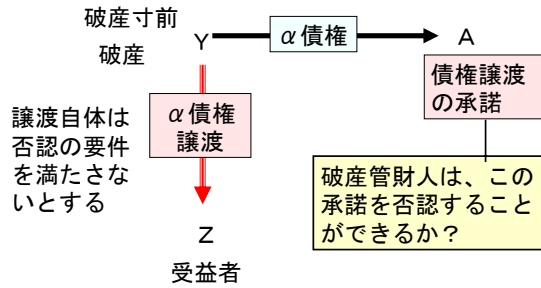 破産寸前
破産
Y
α債権
A
債権譲渡
の承諾
譲渡自体は
否認の要件
を満たさな
いとする
α債権
譲渡
破産管財人は、この
承諾を否認すること
ができるか？
Z
受益者